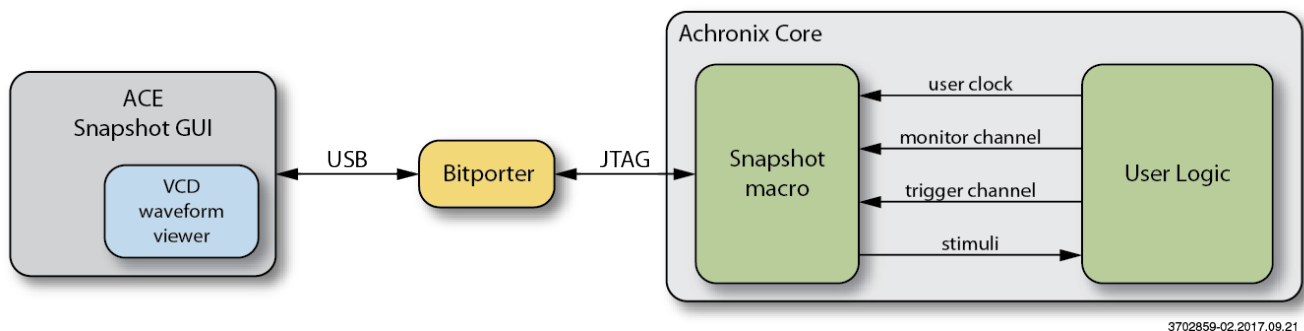 Achronix Core
ACE
Snapshot GUI
VCD
waveform
viewer
USB
Bitporter
JTAG
Snapshot
macro
user clock
monitor channel
trigger channel
stimuli
User Logic
3702859-02.2017.09.21